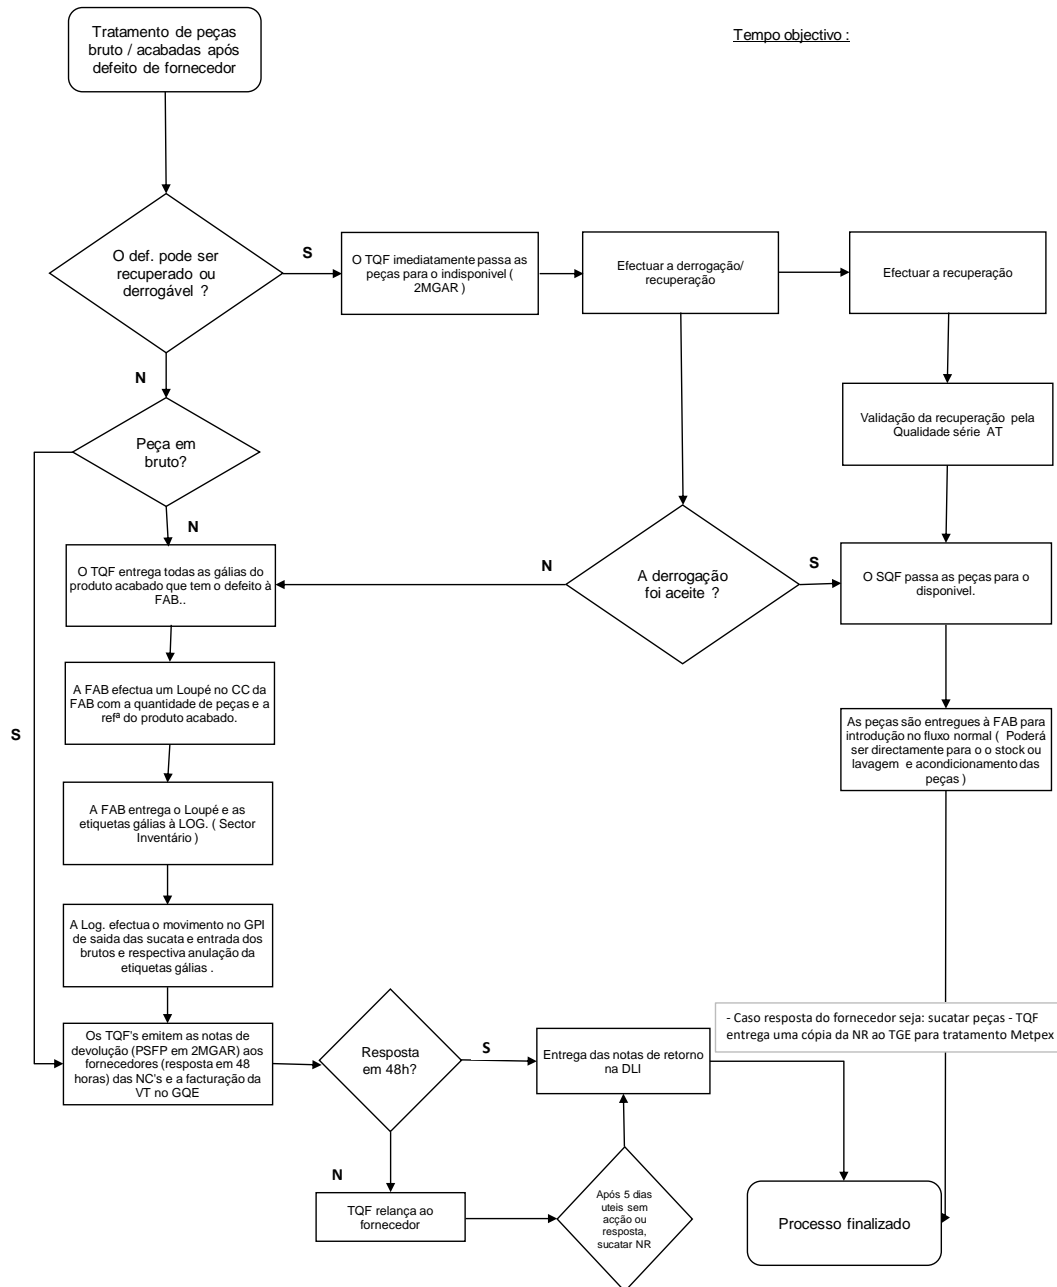 Tratamento de peças
bruto / acabadas após
defeito de fornecedor
Tempo objectivo :
O def. pode ser
recuperado ou
derrogável ?
S
O TQF imediatamente passa as
peças para o indisponivel (
2MGAR )
Efectuar a derrogação/
recuperação
Efectuar a recuperação
N
Validação da recuperação pela
Qualidade série AT
Peça em
bruto?
N
O TQF entrega todas as gálias do
produto acabado que tem o defeito à
FAB..
N
A derrogação
foi aceite ?
S
O SQF passa as peças para o
disponivel.
A FAB efectua um Loupé no CC da
FAB com a quantidade de peças e a
refª do produto acabado.
S
As peças são entregues à FAB para
introdução no fluxo normal ( Poderá
ser directamente para o o stock ou
lavagem e acondicionamento das
peças )
A FAB entrega o Loupé e as
etiquetas gálias à LOG. ( Sector
Inventário )
A Log. efectua o movimento no GPI
de saida das sucata e entrada dos
brutos e respectiva anulação da
etiquetas gálias .
- Caso resposta do fornecedor seja: sucatar peças - TQF
entrega uma cópia da NR ao TGE para tratamento Metpex
Os TQF's emitem as notas de
devolução (PSFP em 2MGAR) aos
fornecedores (resposta em 48
horas) das NC's e a facturação da
VT no GQE
Resposta
em 48h?
S
Entrega das notas de retorno
na DLI
N
TQF relança ao
fornecedor
Após 5 dias
uteis sem
acção ou
resposta,
sucatar NR
Processo finalizado